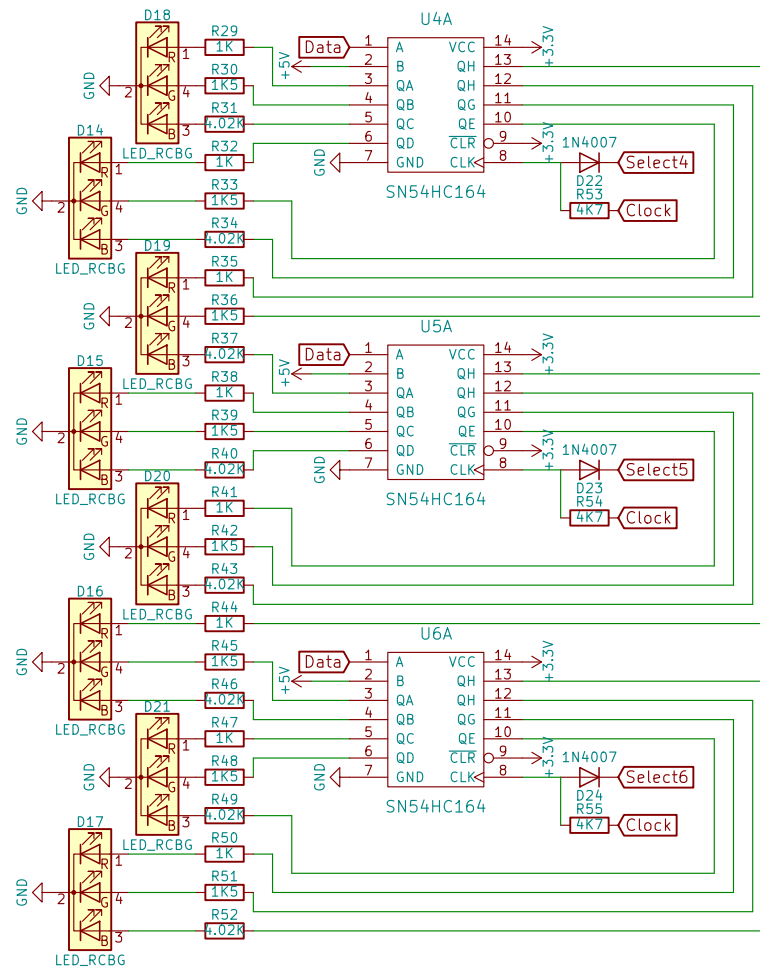 D18
R29
1K
R30
1K5
R31
4.02K
R
G
B
1
4
3
2
GND
LED_RCBG
D14
R32
1K
R33
1K5
R34
4.02K
R
G
B
1
4
3
2
GND
LED_RCBG
D19
R35
1K
R36
1K5
R37
4.02K
R
G
B
1
4
3
2
GND
LED_RCBG
D15
R38
1K
R39
1K5
R40
4.02K
R
G
B
1
4
3
2
GND
LED_RCBG
D20
R41
1K
R42
1K5
R43
4.02K
R
G
B
1
4
3
2
GND
LED_RCBG
D16
R44
1K
R45
1K5
R46
4.02K
R
G
B
1
4
3
2
GND
LED_RCBG
D21
R47
1K
R48
1K5
R49
4.02K
R
G
B
1
4
3
2
GND
LED_RCBG
D17
R50
1K
R51
1K5
R52
4.02K
R
G
B
1
4
3
2
GND
LED_RCBG
U4A
Data 1 A VCC 14 +3.3V
+5V 2 B QH 13
3 QA QH 12
4 QB QG 11
5 QC QE 10
6 QD CLR 9 +3.3V
GND 7 GND CLK 8
SN54HC164
1N4007
Select4
D22
R53
4K7
Clock
U5A
Data 1 A VCC 14 +3.3V
+5V 2 B QH 13
3 QA QH 12
4 QB QG 11
5 QC QE 10
6 QD CLR 9 +3.3V
GND 7 GND CLK 8
SN54HC164
1N4007
Select5
D23
R54
4K7
Clock
U6A
Data 1 A VCC 14 +3.3V
+5V 2 B QH 13
3 QA QH 12
4 QB QG 11
5 QC QE 10
6 QD CLR 9 +3.3V
GND 7 GND CLK 8
SN54HC164
1N4007
Select6
D24
R55
4K7
Clock